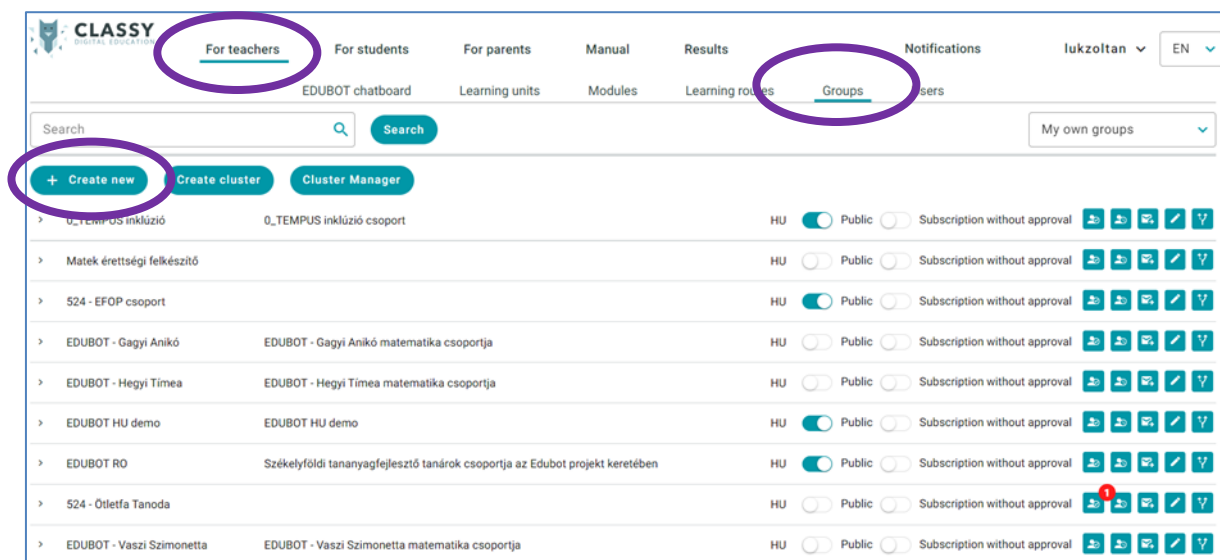 CLASSY
DIGITAL EDUCATION
For teachers For students For parents Manual Results Notifications lukzoltan EN
EDUBOT chatboard Learning units Modules Learning routes Groups Users
Search Search My own groups
+ Create new Create cluster Cluster Manager
0_TEMPUS inklúzió 0_TEMPUS inklúzió csoport HU Public Subscription without approval
Matek érettségi felkészítő HU Public Subscription without approval
524 - EFOP csoport HU Public Subscription without approval
EDUBOT - Gagyi Anikó EDUBOT - Gagyi Anikó matematika csoportja HU Public Subscription without approval
EDUBOT - Hegyi Tímea EDUBOT - Hegyi Tímea matematika csoportja HU Public Subscription without approval
EDUBOT HU demo EDUBOT HU demo HU Public Subscription without approval
EDUBOT RO Székelyföldi tananyagfejlesztő tanárok csoportja az Edubot projekt keretében HU Public Subscription without approval
524 - Ötletfa Tanoda HU Public Subscription without approval 1
EDUBOT - Vaszi Szimonetta EDUBOT - Vaszi Szimonetta matematika csoportja HU Public Subscription without approval